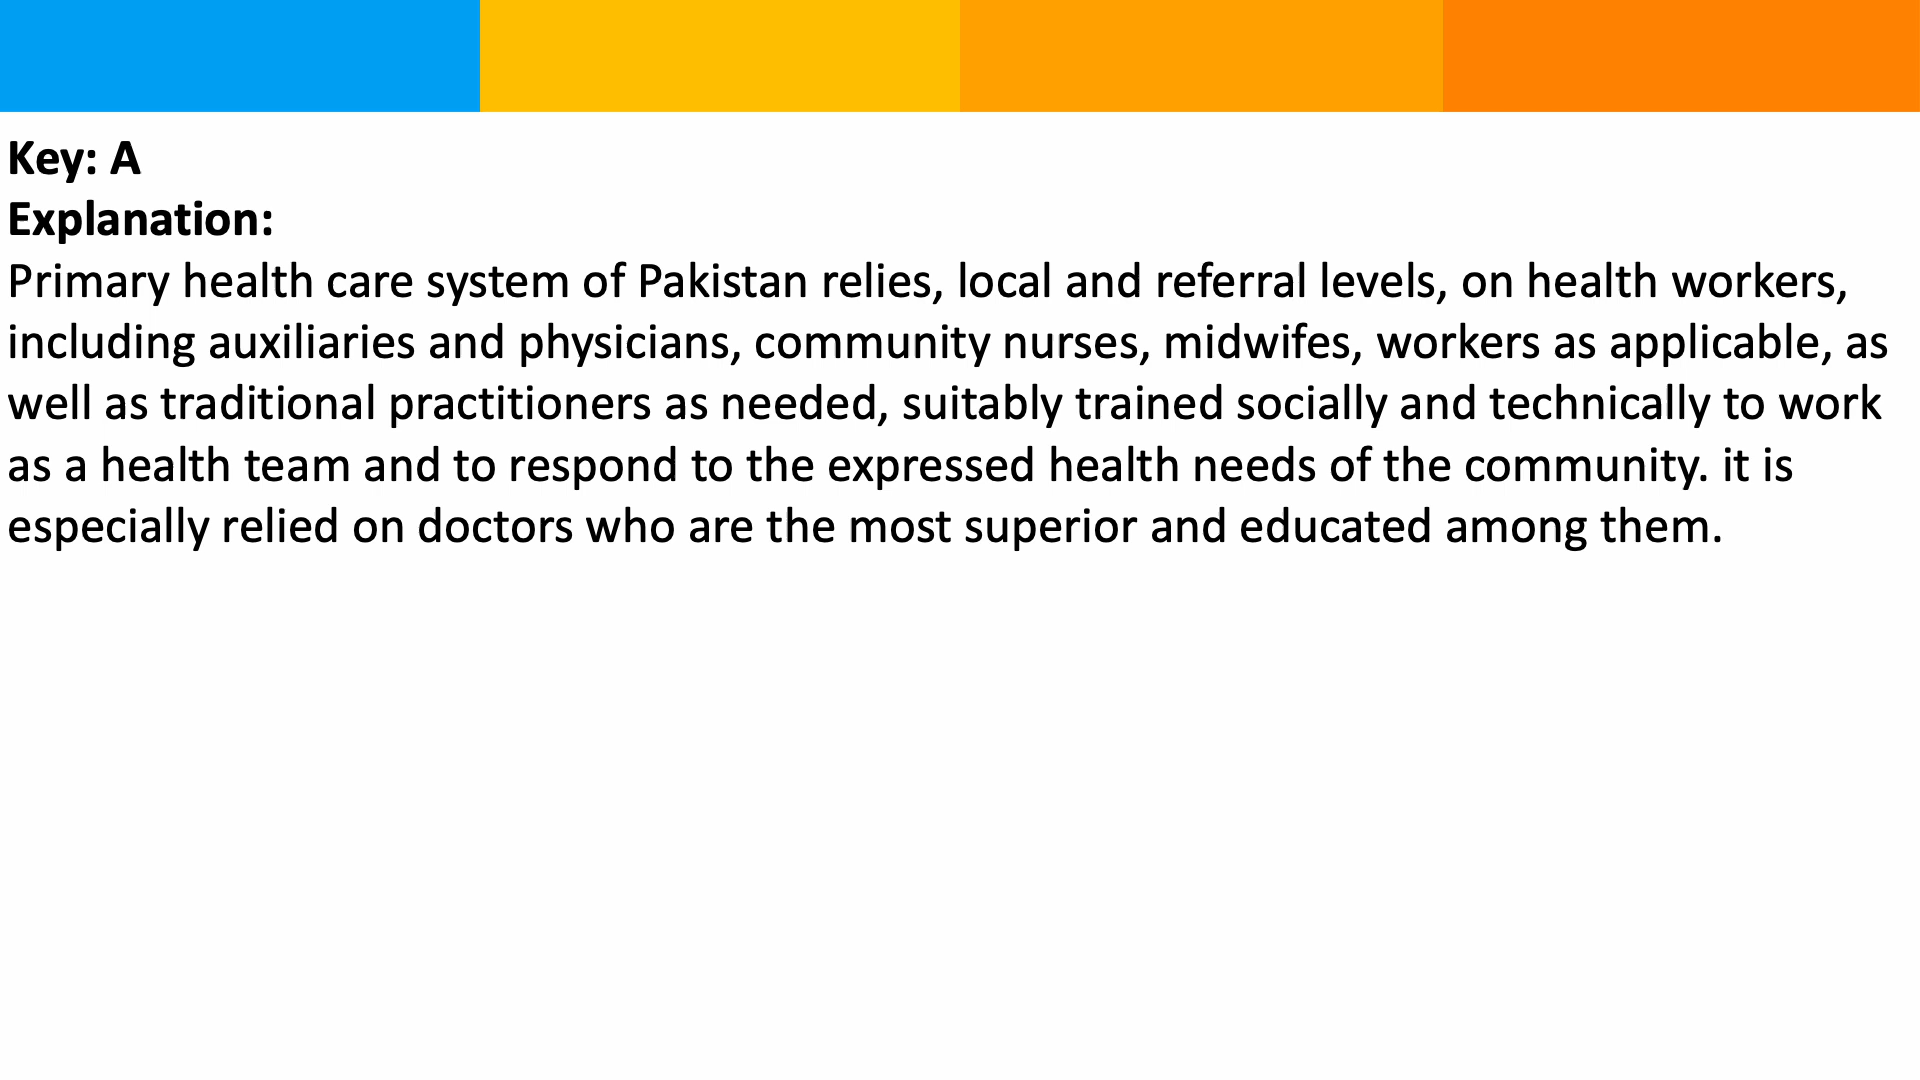 Key: A
Explanation:
Primary health care system of Pakistan relies, local and referral levels, on health workers,
including auxiliaries and physicians, community nurses, midwifes, workers as applicable, as
well as traditional practitioners as needed, suitably trained socially and technically to work
as a health team and to respond to the expressed health needs of the community. it is
especially relied on doctors who are the most superior and educated among them.